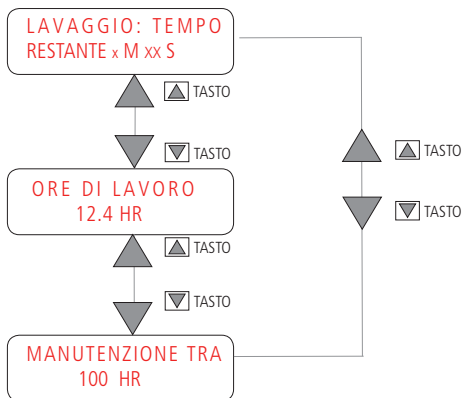 LAVAGGIO: TEMPO
RESTANTE x M xx S
TASTO
TASTO
TASTO
TASTO
ORE DI LAVORO
12.4 HR
TASTO
TASTO
MANUTENZIONE TRA
100 HR